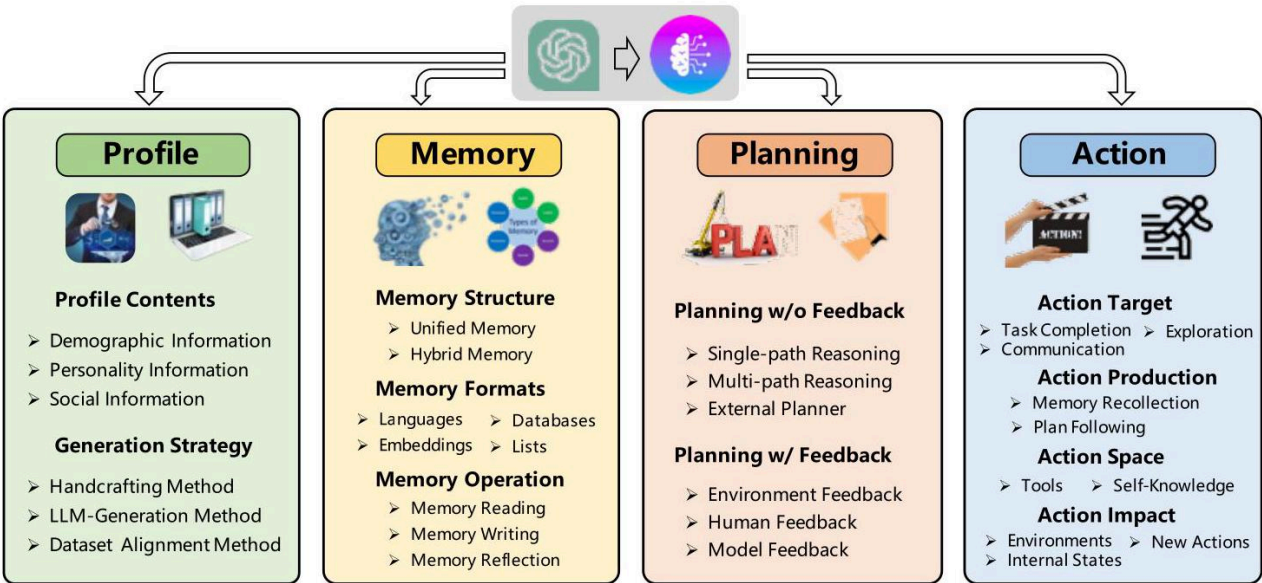 Profile
Profile Contents
➢ Demographic Information
➢ Personality Information
➢ Social Information
Generation Strategy
➢ Handcrafting Method
➢ LLM-Generation Method
➢ Dataset Alignment Method
Memory
Types of
Memory
Memory Structure
➢ Unified Memory
➢ Hybrid Memory
Memory Formats
➢ Languages ➢ Databases
➢ Embeddings ➢ Lists
Memory Operation
➢ Memory Reading
➢ Memory Writing
➢ Memory Reflection
Planning
PLAN
Planning w/o Feedback
➢ Single-path Reasoning
➢ Multi-path Reasoning
➢ External Planner
Planning w/ Feedback
➢ Environment Feedback
➢ Human Feedback
➢ Model Feedback
Action
ACTION!
Action Target
➢ Task Completion ➢ Exploration
➢ Communication
Action Production
➢ Memory Recollection
➢ Plan Following
Action Space
➢ Tools ➢ Self-Knowledge
Action Impact
➢ Environments ➢ New Actions
➢ Internal States